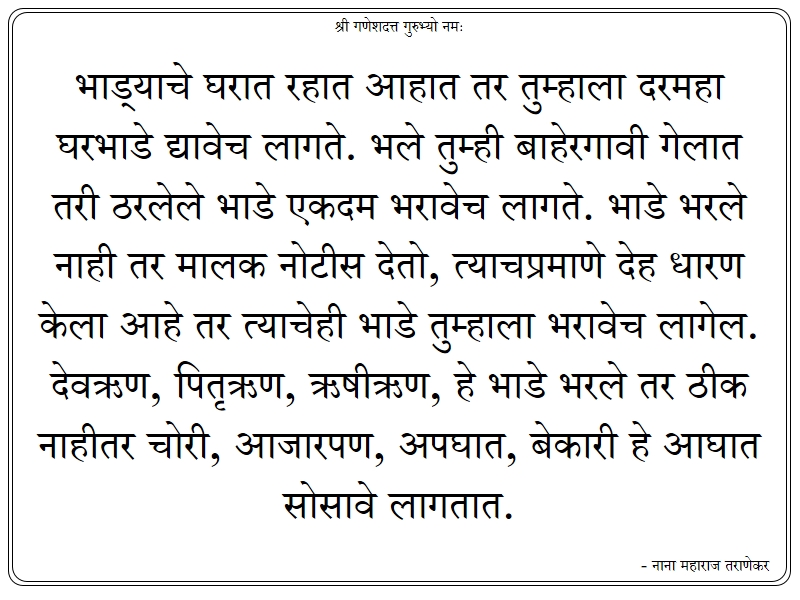 श्री गणेशदत्त गुरुभ्यो नमः
भाड्याचे घरात रहात आहात तर तुम्हाला दरमहा
घरभाडे द्यावेच लागते. भले तुम्ही बाहेरगावी गेलात
तरी ठरलेले भाडे एकदम भरावेच लागते. भाडे भरले
नाही तर मालक नोटीस देतो, त्याचप्रमाणे देह धारण
केला आहे तर त्याचेही भाडे तुम्हाला भरावेच लागेल.
देवऋण, पितृऋण, ऋषीऋण, हे भाडे भरले तर ठीक
नाहीतर चोरी, आजारपण, अपघात, बेकारी हे आघात
सोसावे लागतात.
- नाना महाराज तराणेकर